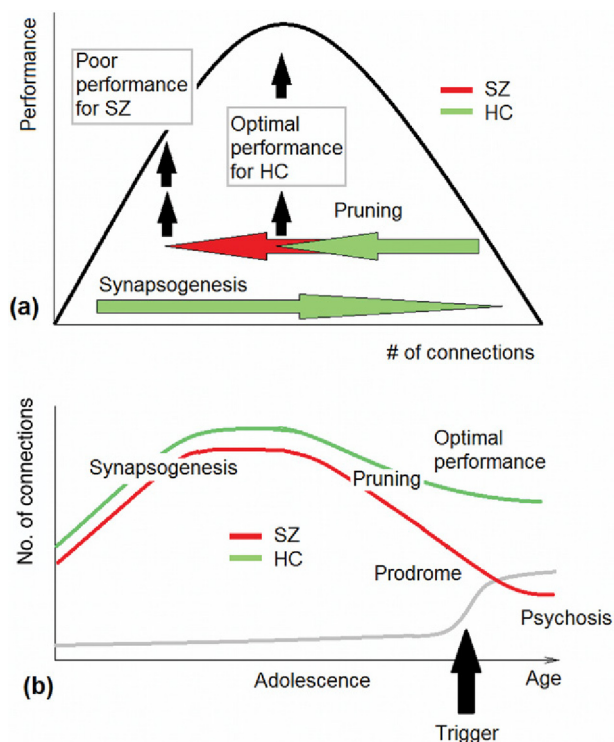 Performance
Poor
performance
for SZ
Optimal
performance
for HC
SZ
HC
Pruning
Synapsogenesis
(a)
# of connections
No. of connections
Synapsogenesis
Optimal
performance
Pruning
SZ
HC
Prodrome
Psychosis
(b)
Adolescence
Age
Trigger